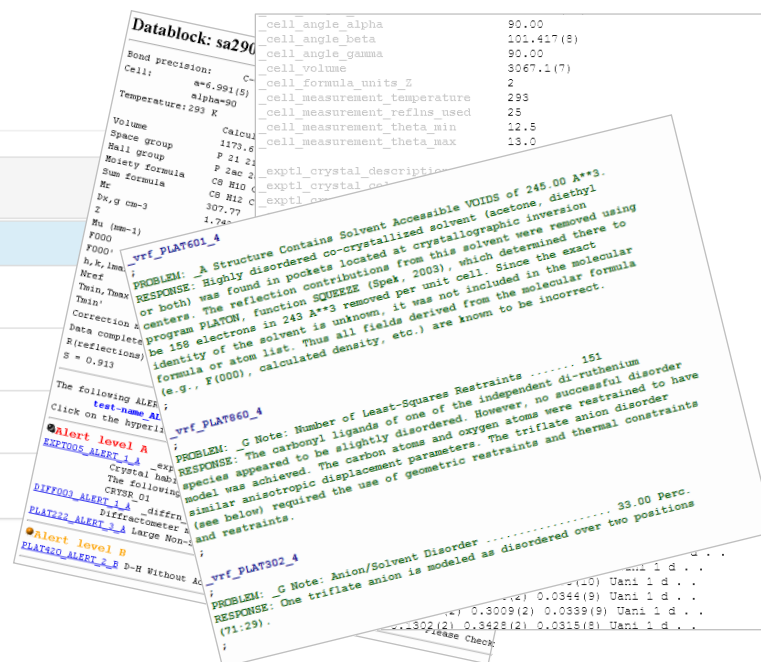 Datablock: sa290
Bond precision: C-
Cell: a=6.991(5)
alpha=90
Temperature: 293 K
Volume 1173.6
Space group P 21 21
Hall group P 2ac 2
Moiety formula C8 H10
Sum formula C8 H12
Mr 307.77
Dx,g cm-3
Z
Mu (mm-1)
F000
F000'
Nref
Tmin,Tmax
Tmin'
Correction
Data complete
R(reflections)
S = 0.913
The following ALER
test-name_AL
Click on the hyperli
Alert level A
EXPT005_ALERT_1_A _exp
Crystal habi
The following
CRYSR_01
DIFF003_ALERT_1_A _diffrn
Diffractometer
PLAT222_ALERT_3_A Large Non-
Alert level B
PLAT420_ALERT_2_B D-H Without Ac
_cell_angle_alpha 90.00
_cell_angle_beta 101.417(8)
_cell_angle_gamma 90.00
_cell_volume 3067.1(7)
_cell_formula_units_Z 2
_cell_measurement_temperature 293
_cell_measurement_reflns_used 25
_cell_measurement_theta_min 12.5
_cell_measurement_theta_max 13.0
_exptl_crystal_description
_exptl_crystal_co
_vrf_PLAT601_4
;
PROBLEM: _A Structure Contains Solvent Accessible VOIDS of 245.00 A**3.
RESPONSE: Highly disordered co-crystallized solvent (acetone, diethyl
or both) was found in pockets located at crystallographic inversion
centers. The reflection contributions from this solvent were removed using
program PLATON, function SQUEEZE (Spek, 2003), which determined there to
be 158 electrons in 243 A**3 removed per unit cell. Since the exact
identity of the solvent is unknown, it was not included in the molecular
formula or atom list. Thus all fields derived from the molecular formula
(e.g., F(000), calculated density, etc.) are known to be incorrect.
;
_vrf_PLAT860_4
;
PROBLEM: _G Note: Number of Least-Squares Restraints ....... 151
RESPONSE: The carbonyl ligands of one of the independent di-ruthenium
species appeared to be slightly disordered. However, no successful disorder
model was achieved. The carbon atoms and oxygen atoms were restrained to have
similar anisotropic displacement parameters. The triflate anion disorder
(see below) required the use of geometric restraints and thermal constraints
and restraints.
;
_vrf_PLAT302_4
;
PROBLEM: _G Note: Anion/Solvent Disorder .................. 33.00 Perc.
RESPONSE: One triflate anion is modeled as disordered over two positions
(71:29).
;
Uani 1 d . .
(10) Uani 1 d . .
(2) 0.0344(9) Uani 1 d . .
0.3009(2) 0.0339(9) Uani 1 d . .
.1302(2) 0.3428(2) 0.0315(8) Uani 1 d . .
Please Check